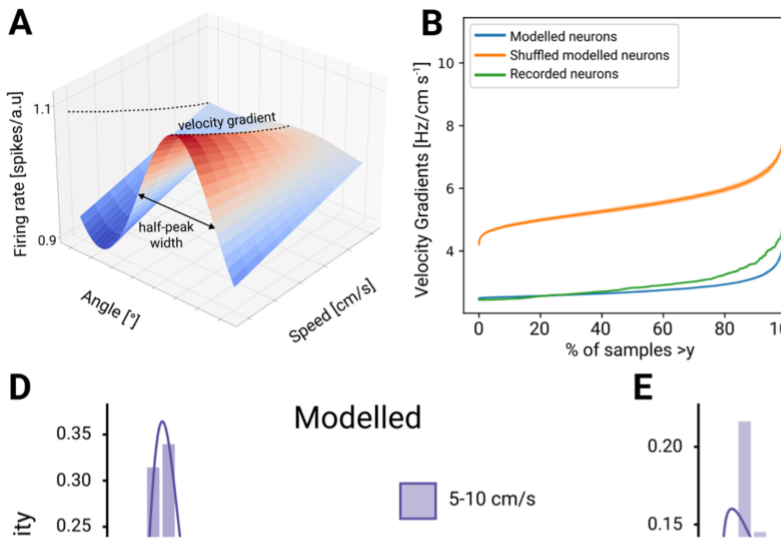 A
1.1
velocity gradient
Firing rate [spikes/a.u]
half-peak
width
0.9
Angle [°]
Speed [cm/s]
B
Modelled neurons
Shuffled modelled neurons
Recorded neurons
Velocity Gradients [Hz/cm s⁻¹]
10
8
6
4
0
20
40
60
80
% of samples >y
D
Modelled
0.35
0.30
0.25
5-10 cm/s
E
0.20
0.15